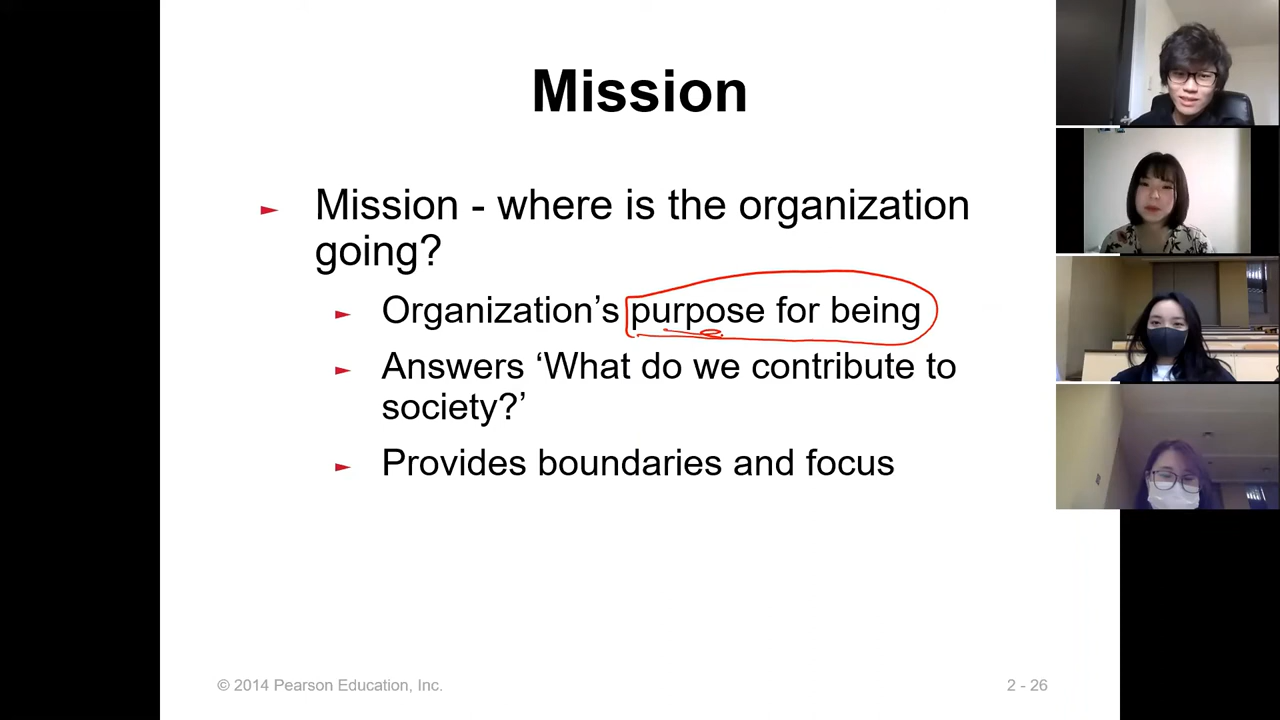 Mission
Mission - where is the organization
going?
Organization’s purpose for being
Answers ‘What do we contribute to
society?’
Provides boundaries and focus
© 2014 Pearson Education, Inc.
2 - 26